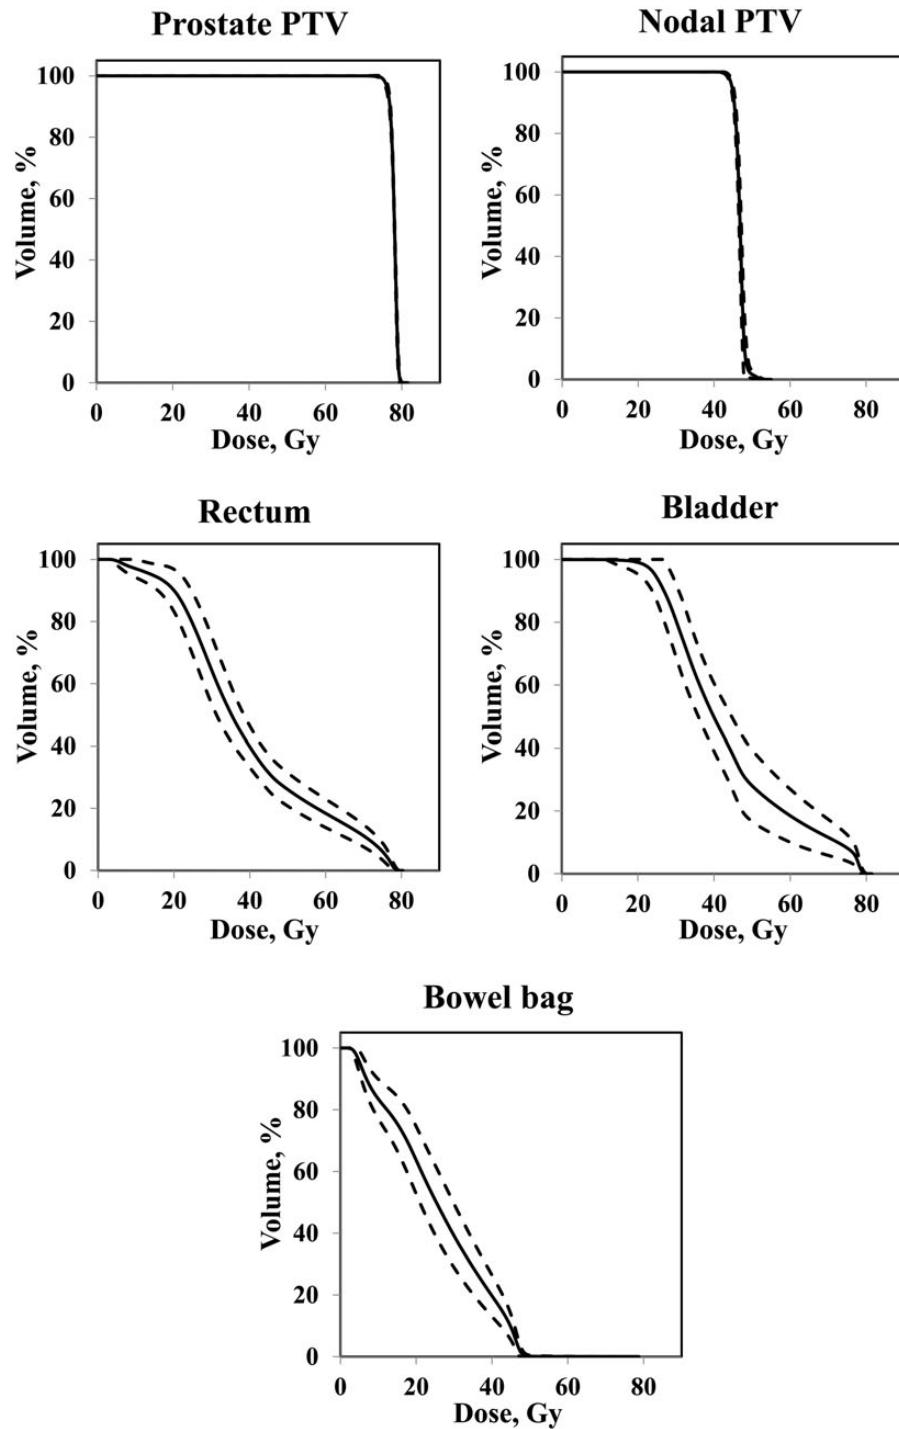 Prostate PTV
Nodal PTV
Volume, %
100
80
60
40
20
0
0 20 40 60 80
Dose, Gy
Volume, %
100
80
60
40
20
0
0 20 40 60 80
Dose, Gy
Rectum
Bladder
Volume, %
100
80
60
40
20
0
0 20 40 60 80
Dose, Gy
Volume, %
100
80
60
40
20
0
0 20 40 60 80
Dose, Gy
Bowel bag
Volume, %
100
80
60
40
20
0
0 20 40 60 80
Dose, Gy